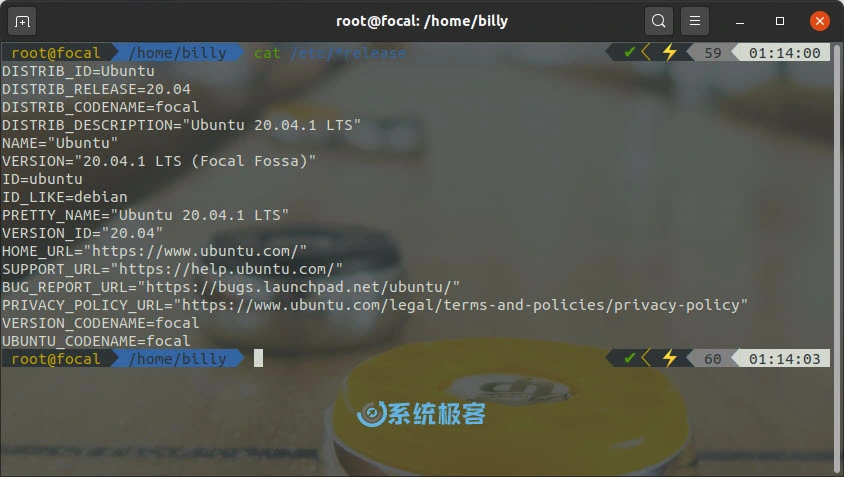 root@focal: /home/billy
root@focal /home/billy cat /etc/*release ✔ ⚡ 59 01:14:00
DISTRIB_ID=Ubuntu
DISTRIB_RELEASE=20.04
DISTRIB_CODENAME=focal
DISTRIB_DESCRIPTION="Ubuntu 20.04.1 LTS"
NAME="Ubuntu"
VERSION="20.04.1 LTS (Focal Fossa)"
ID=ubuntu
ID_LIKE=debian
PRETTY_NAME="Ubuntu 20.04.1 LTS"
VERSION_ID="20.04"
HOME_URL="https://www.ubuntu.com/"
SUPPORT_URL="https://help.ubuntu.com/"
BUG_REPORT_URL="https://bugs.launchpad.net/ubuntu/"
PRIVACY_POLICY_URL="https://www.ubuntu.com/legal/terms-and-policies/privacy-policy"
VERSION_CODENAME=focal
UBUNTU_CODENAME=focal
root@focal /home/billy ✔ ⚡ 60 01:14:03
系统极客